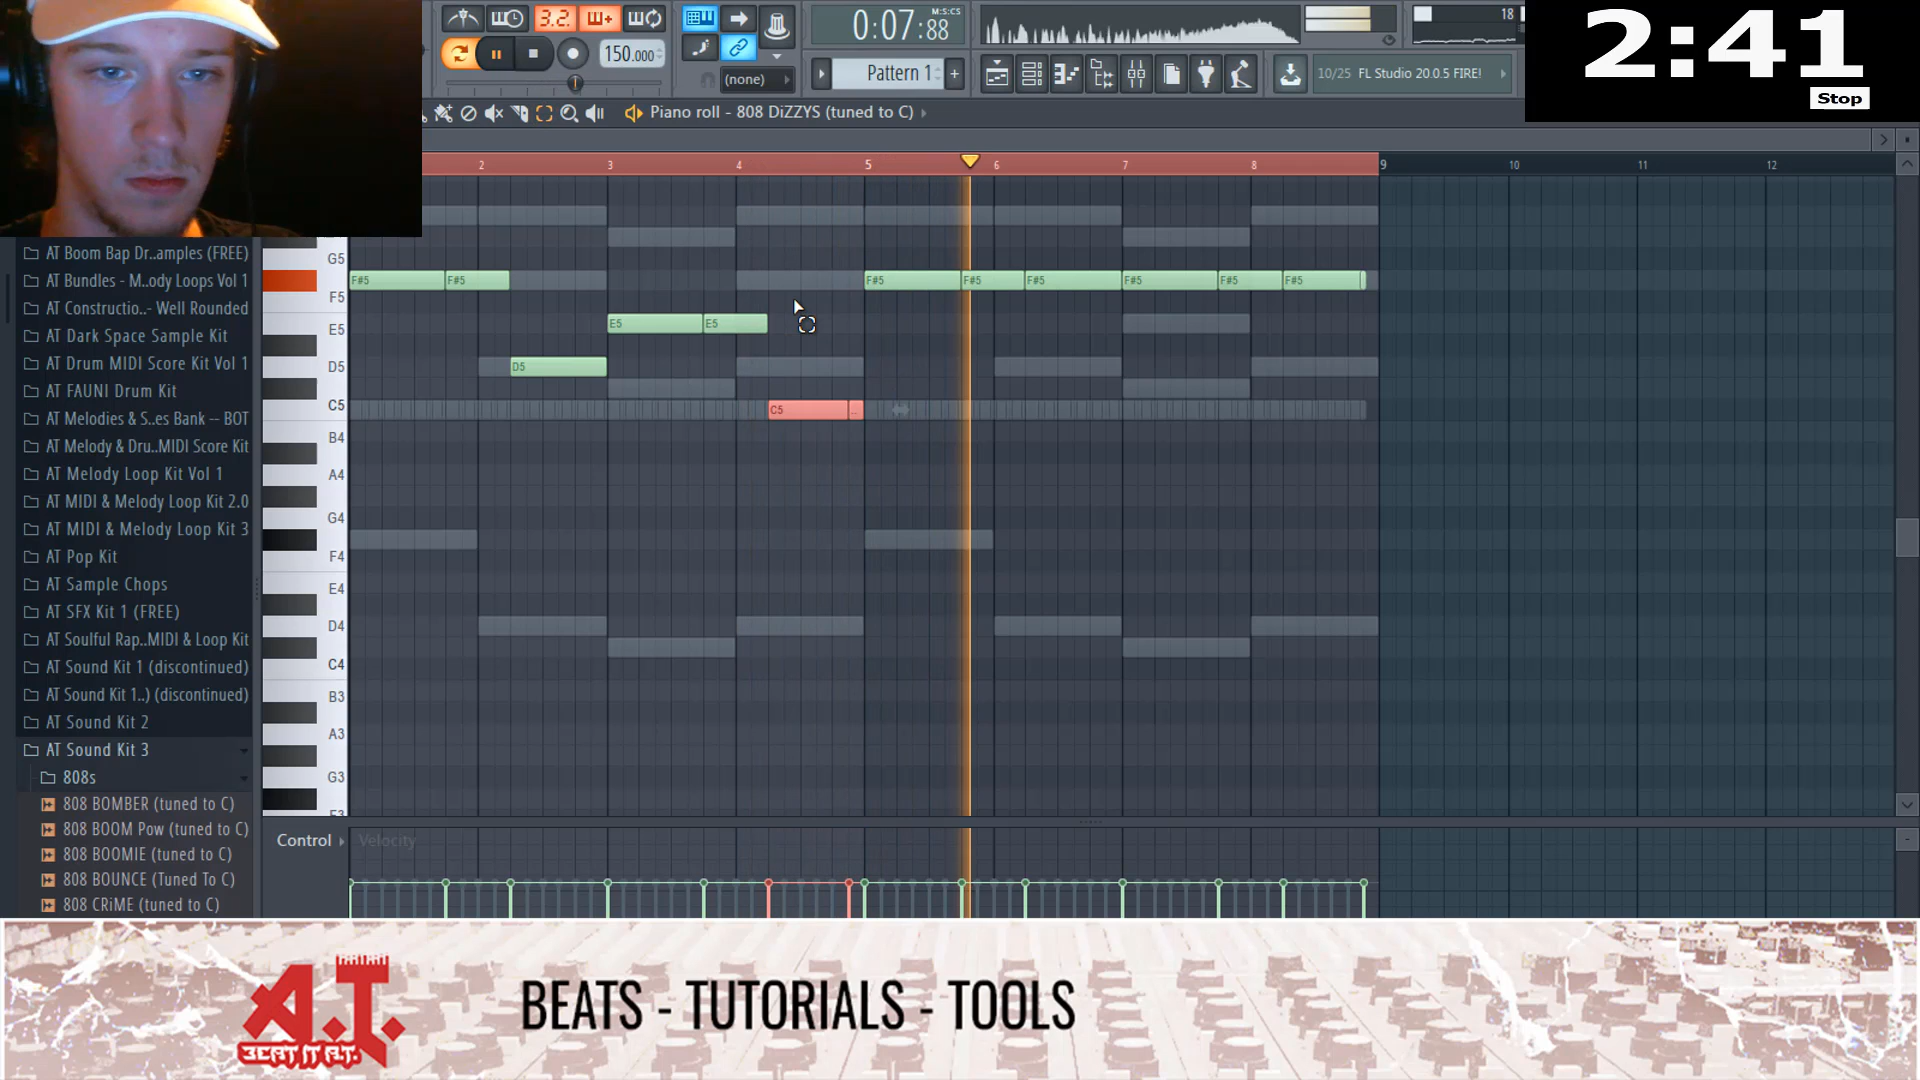 3.2.
150.000
(none)
0:07:88
M:S:CS
Pattern 1
18
10/25 FL Studio 20.0.5 FIRE!
2:41
Stop
Piano roll - 808 DiZZYS (tuned to C)
2 3 4 5 6 7 8 9 10 11 12
AT Boom Bap Dr..amples (FREE)
AT Bundles - M..ody Loops Vol 1
AT Constructio..- Well Rounded
AT Dark Space Sample Kit
AT Drum MIDI Score Kit Vol 1
AT FAUNI Drum Kit
AT Melodies & S..es Bank -- BOT
AT Melody & Dru..MIDI Score Kit
AT Melody Loop Kit Vol 1
AT MIDI & Melody Loop Kit 2.0
AT MIDI & Melody Loop Kit 3
AT Pop Kit
AT Sample Chops
AT SFX Kit 1 (FREE)
AT Soulful Rap..MIDI & Loop Kit
AT Sound Kit 1 (discontinued)
AT Sound Kit 1..) (discontinued)
AT Sound Kit 2
AT Sound Kit 3
808s
808 BOMBER (tuned to C)
808 BOOM Pow (tuned to C)
808 BOOMIE (tuned to C)
808 BOUNCE (Tuned To C)
808 CRiME (tuned to C)
G5
F5
E5
D5
C5
B4
A4
G4
F4
E4
D4
C4
B3
A3
G3
F3
F#5 F#5 F#5 F#5 F#5 F#5 F#5 F#5
E5 E5
D5
C5 ..
Control
Velocity
A.T.
BEAT IT A.T.
BEATS - TUTORIALS - TOOLS